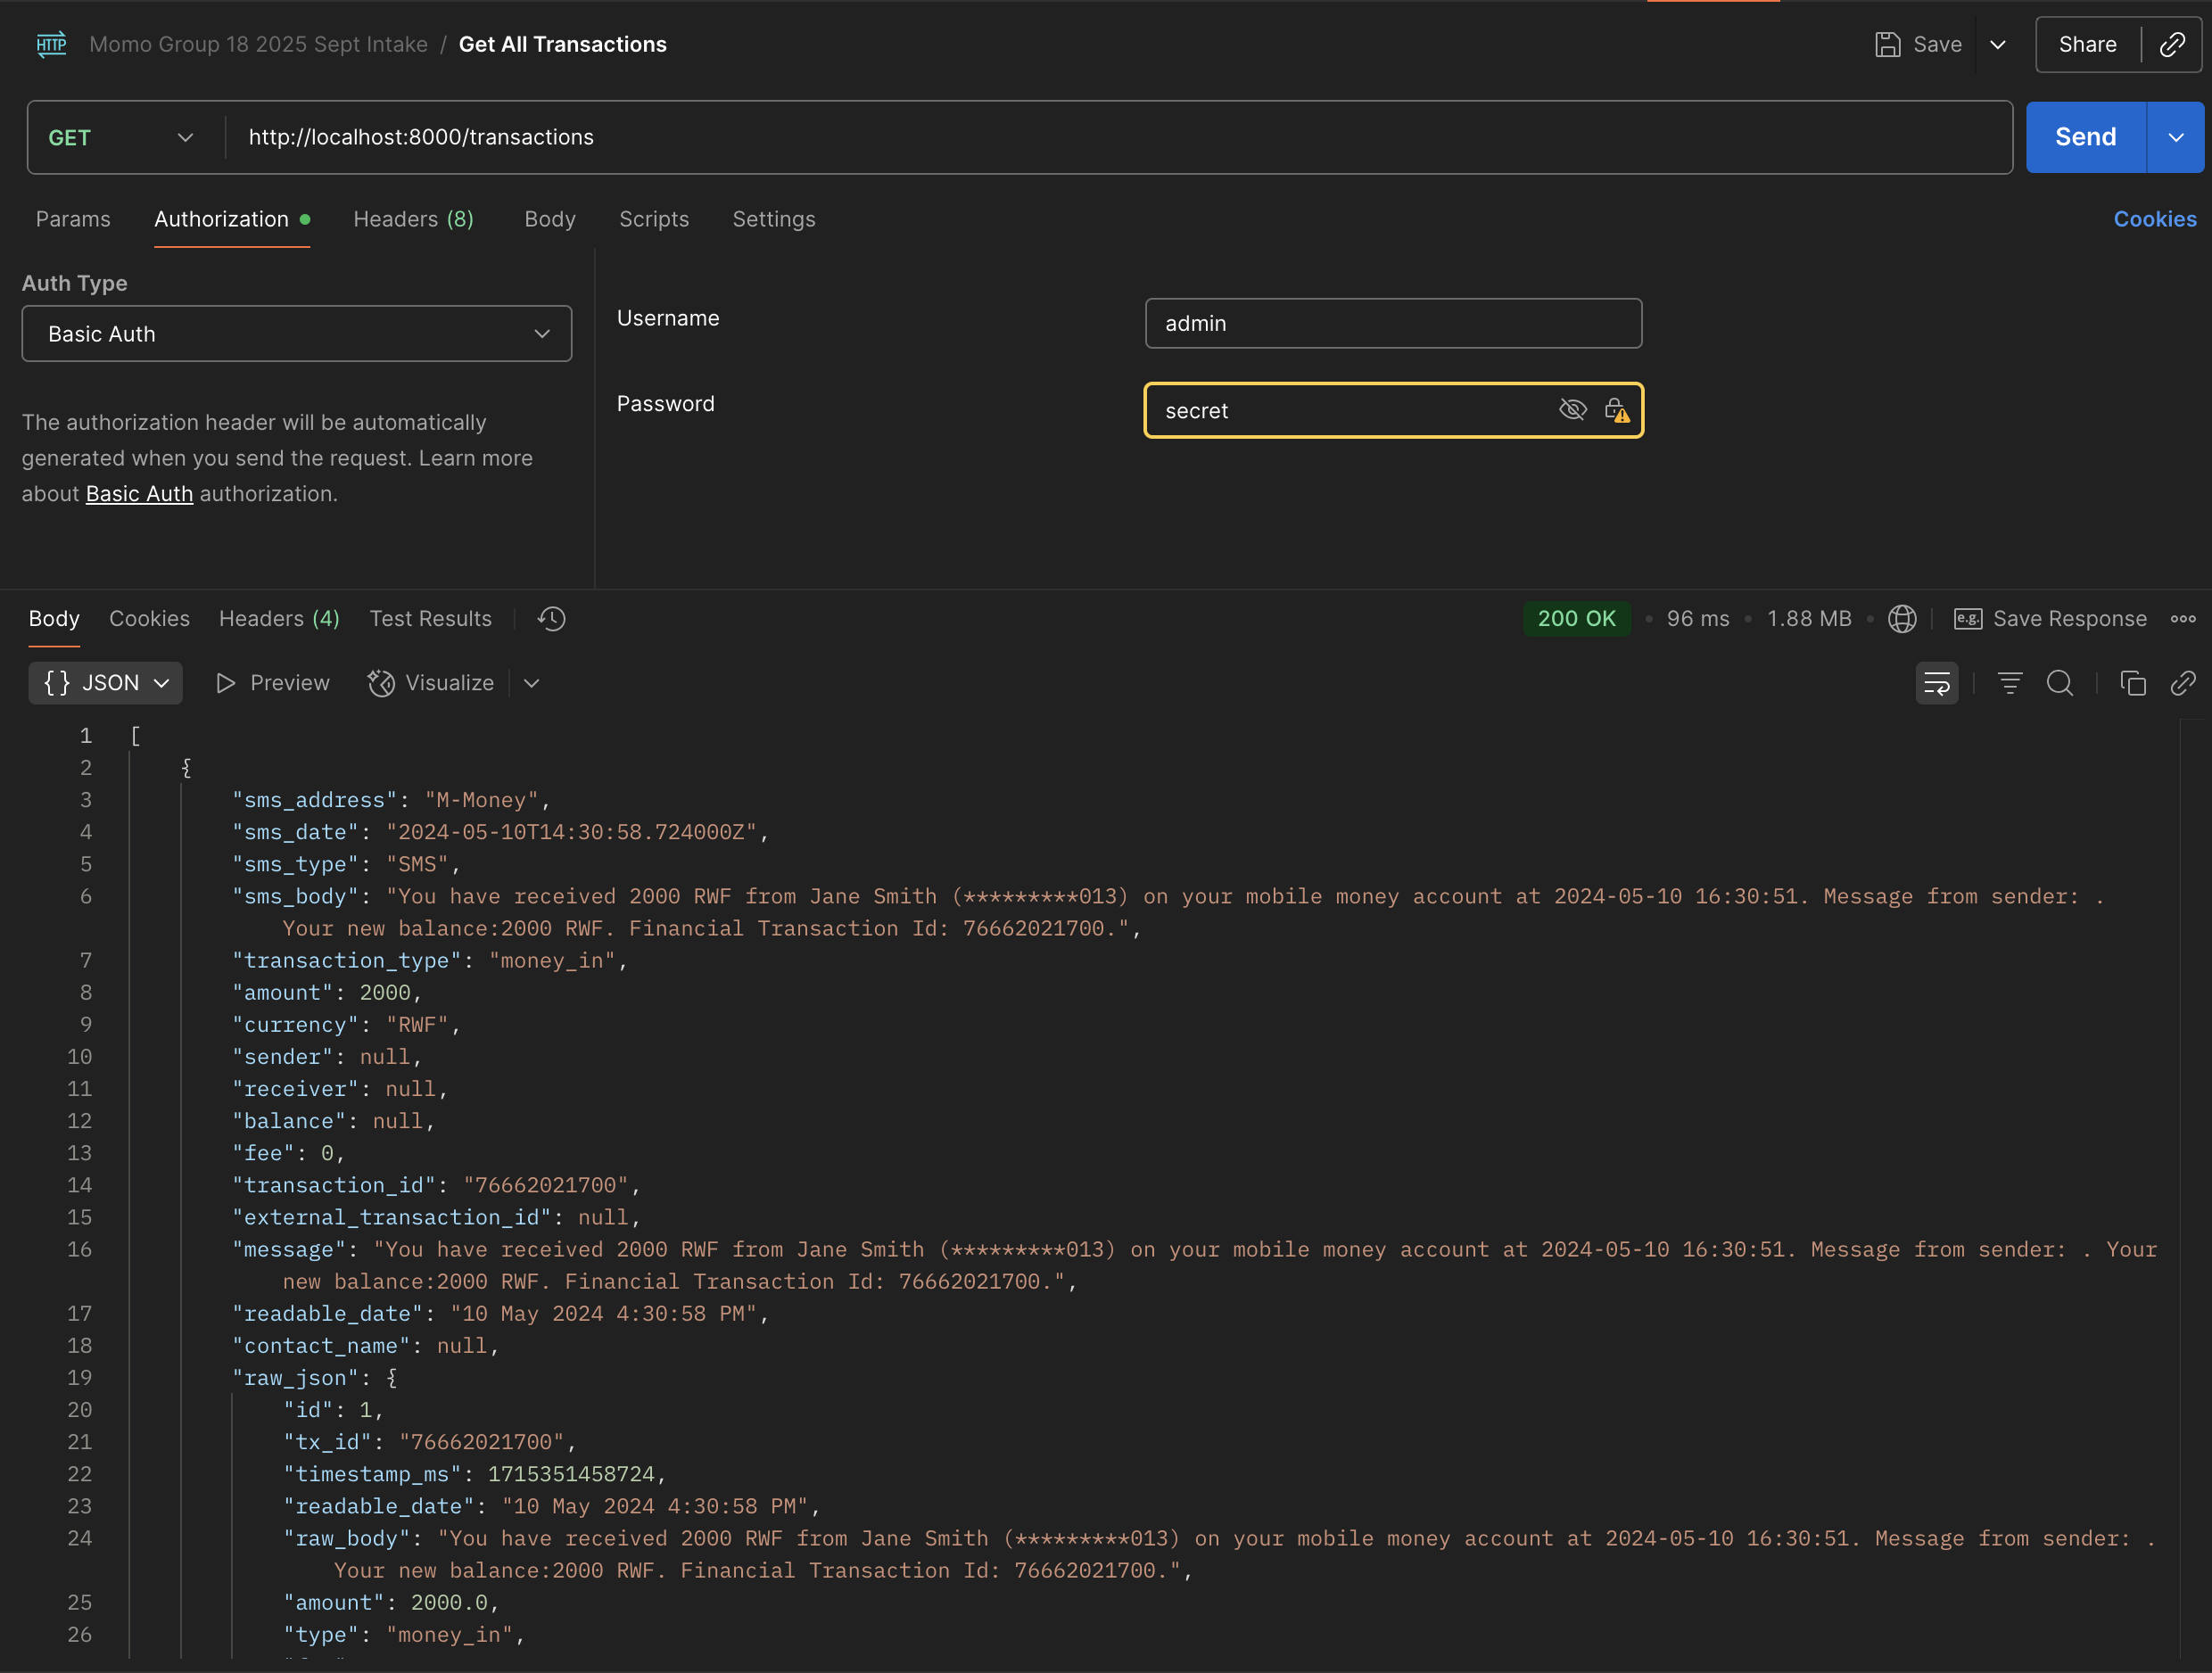 HTTP Momo Group 18 2025 Sept Intake / Get All Transactions Save Share
GET http://localhost:8000/transactions Send
Params Authorization Headers (8) Body Scripts Settings Cookies
Auth Type
Basic Auth
Username admin
Password secret
The authorization header will be automatically
generated when you send the request. Learn more
about Basic Auth authorization.
Body Cookies Headers (4) Test Results 200 OK • 96 ms • 1.88 MB • e.g. Save Response
{} JSON Preview Visualize
1 [
2 {
3 "sms_address": "M-Money",
4 "sms_date": "2024-05-10T14:30:58.724000Z",
5 "sms_type": "SMS",
6 "sms_body": "You have received 2000 RWF from Jane Smith (*********013) on your mobile money account at 2024-05-10 16:30:51. Message from sender: .
Your new balance:2000 RWF. Financial Transaction Id: 76662021700.",
7 "transaction_type": "money_in",
8 "amount": 2000,
9 "currency": "RWF",
10 "sender": null,
11 "receiver": null,
12 "balance": null,
13 "fee": 0,
14 "transaction_id": "76662021700",
15 "external_transaction_id": null,
16 "message": "You have received 2000 RWF from Jane Smith (*********013) on your mobile money account at 2024-05-10 16:30:51. Message from sender: . Your
new balance:2000 RWF. Financial Transaction Id: 76662021700.",
17 "readable_date": "10 May 2024 4:30:58 PM",
18 "contact_name": null,
19 "raw_json": {
20 "id": 1,
21 "tx_id": "76662021700",
22 "timestamp_ms": 1715351458724,
23 "readable_date": "10 May 2024 4:30:58 PM",
24 "raw_body": "You have received 2000 RWF from Jane Smith (*********013) on your mobile money account at 2024-05-10 16:30:51. Message from sender: .
Your new balance:2000 RWF. Financial Transaction Id: 76662021700.",
25 "amount": 2000.0,
26 "type": "money_in",